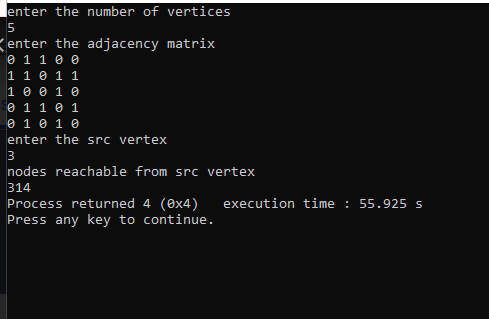 enter the number of vertices
5
enter the adjacency matrix
0 1 1 0 0
1 1 0 1 1
1 0 0 1 0
0 1 1 0 1
0 1 0 1 0
enter the src vertex
3
nodes reachable from src vertex
314
Process returned 4 (0x4)   execution time : 55.925 s
Press any key to continue.